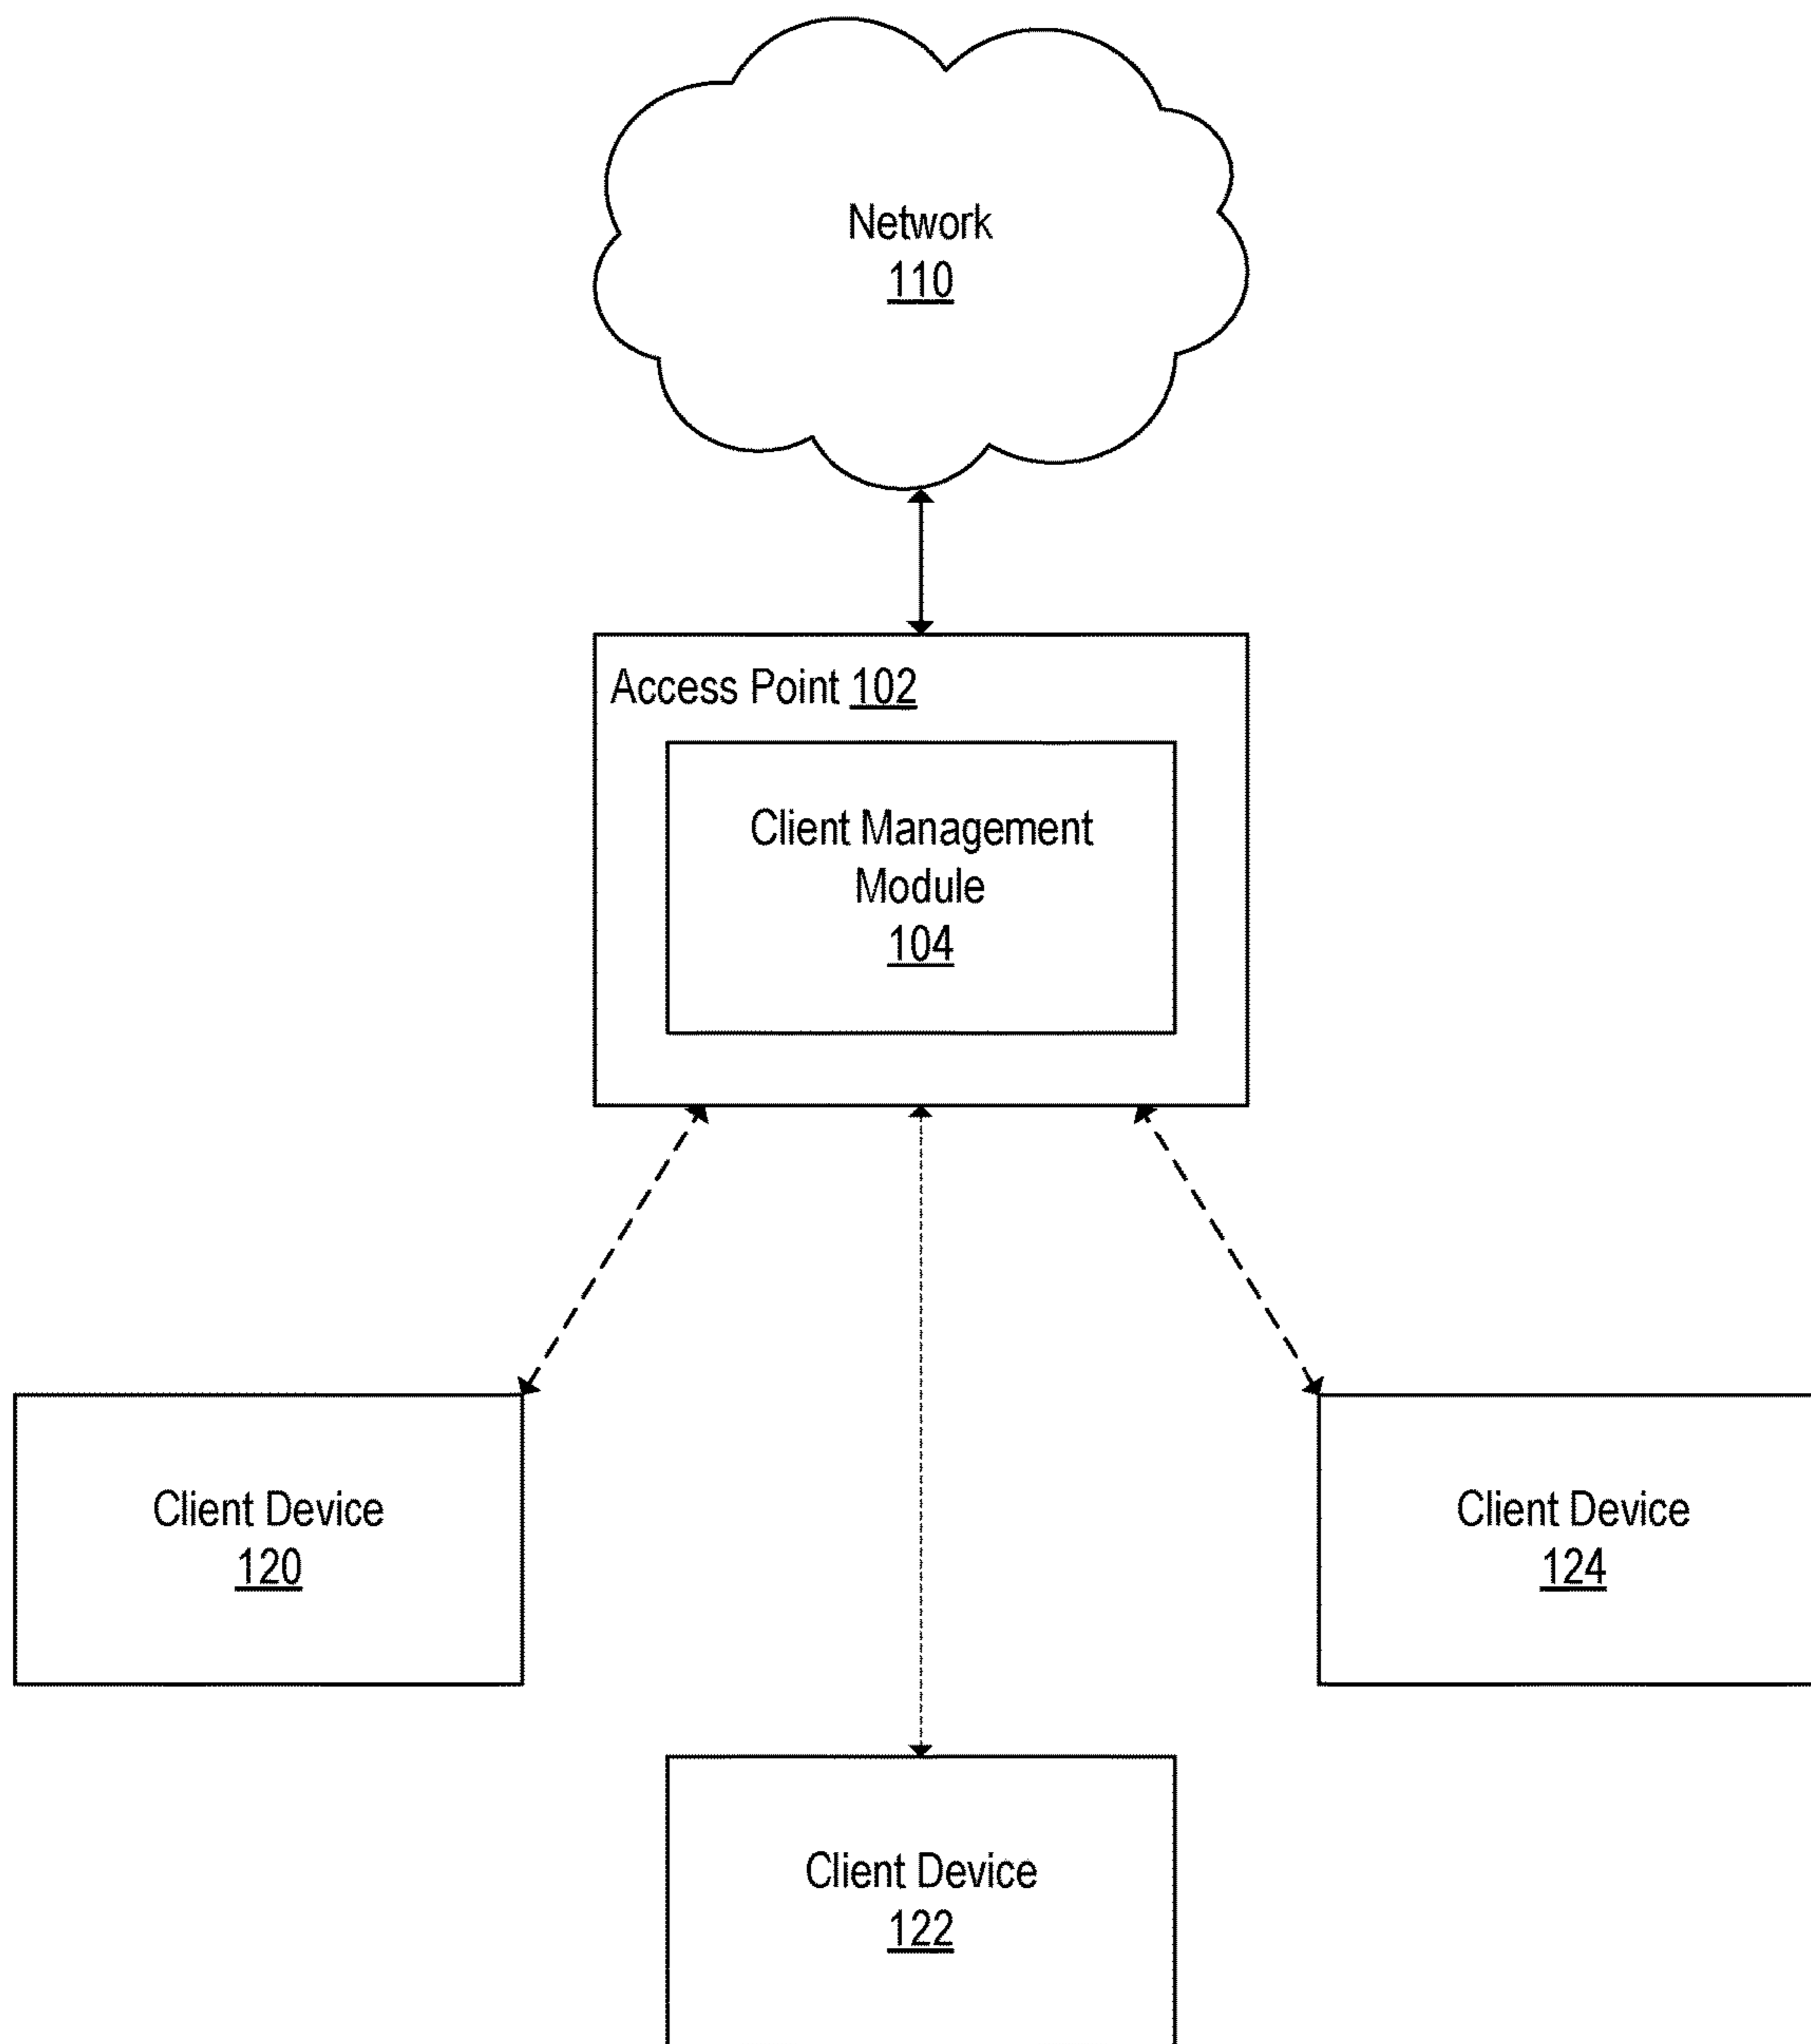 Network
110
Access Point 102
Client Management
Module
104
Client Device
120
Client Device
124
Client Device
122